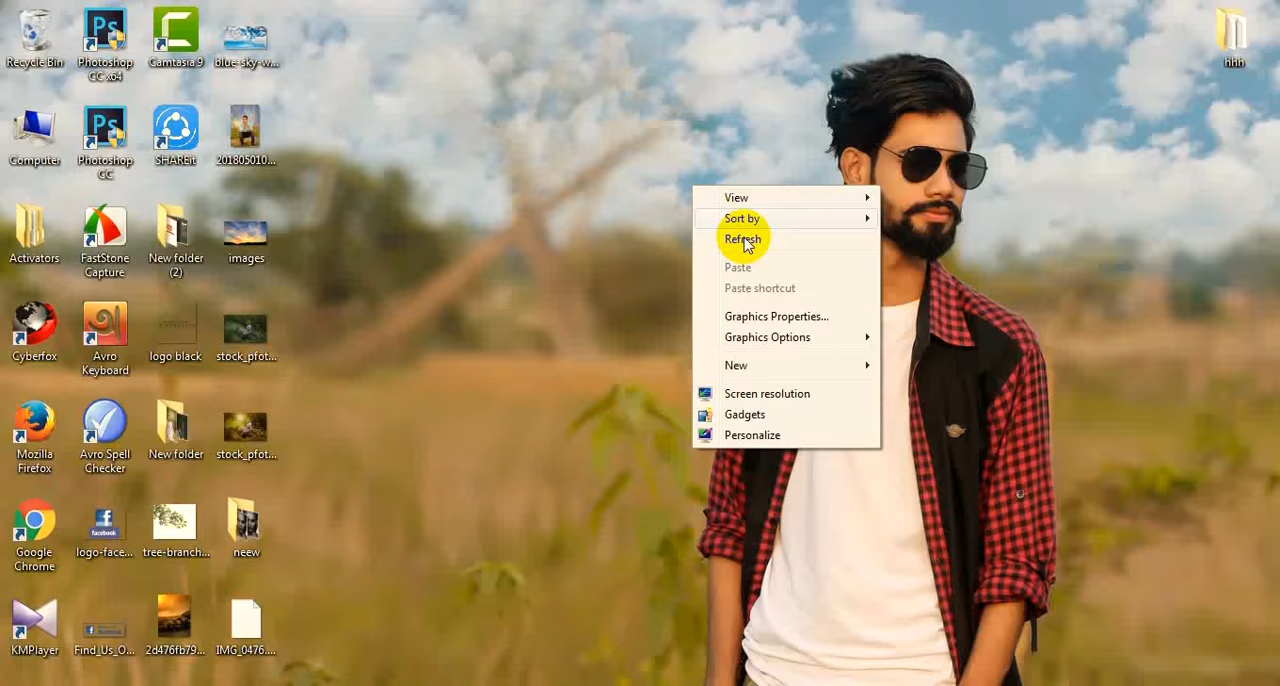 Recycle Bin
Photoshop
CC x64
Camtasia 9
blue-sky-w...
hhh
Computer
Photoshop
CC
SHAREit
201805010...
Activators
FastStone
Capture
New folder
(2)
images
Cyberfox
Avro
Keyboard
logo black
stock_pfot...
Mozilla
Firefox
Avro Spell
Checker
New folder
stock_pfot...
Google
Chrome
facebook
logo-face...
tree-branch...
neew
KMPlayer
Find_Us_O...
2d476fb79...
IMG_0476....
View
Sort by
Refresh
Paste
Paste shortcut
Graphics Properties...
Graphics Options
New
Screen resolution
Gadgets
Personalize